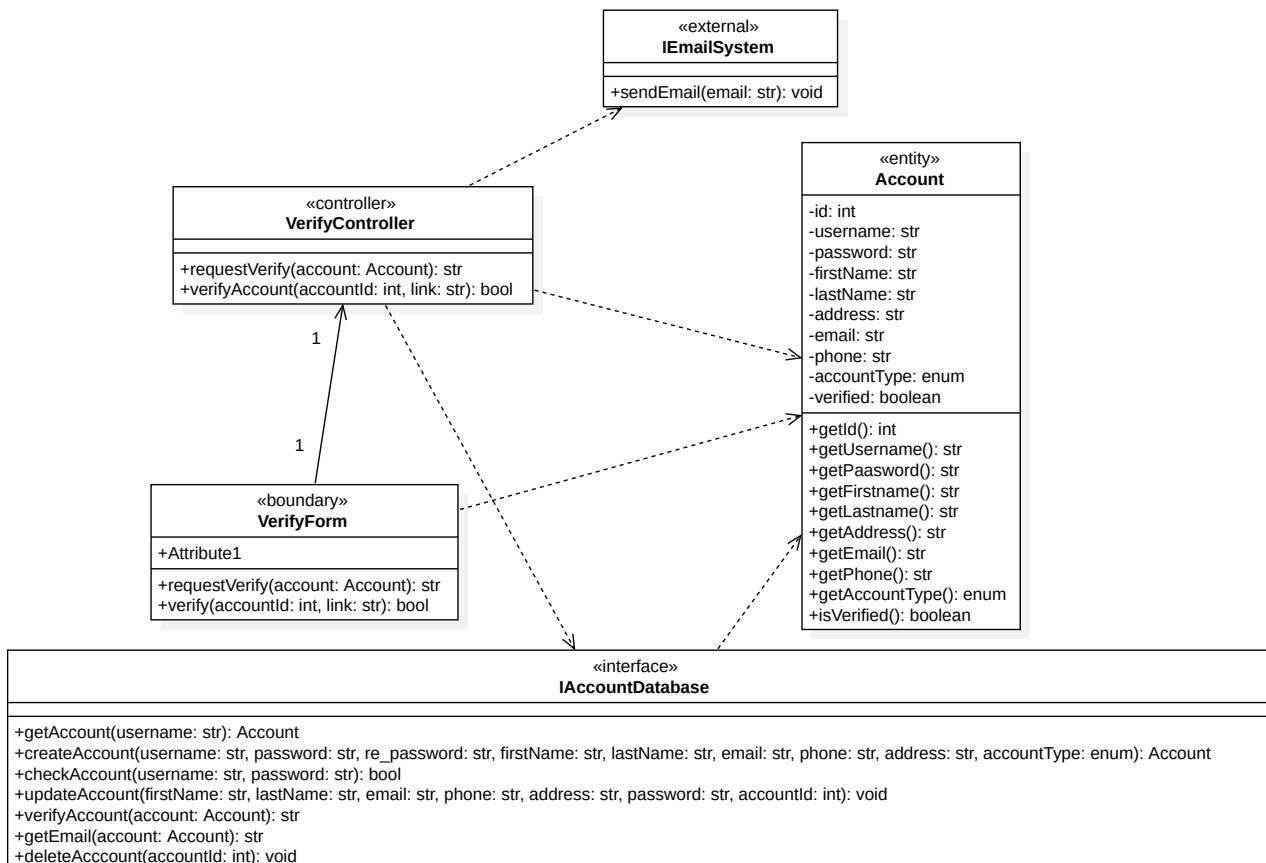 «external»
IEmailSystem
+sendEmail(email: str): void
«entity»
Account
-id: int
-username: str
-password: str
-firstName: str
-lastName: str
-address: str
-email: str
-phone: str
-accountType: enum
-verified: boolean
+getId(): int
+getUsername(): str
+getPaasword(): str
+getFirstname(): str
+getLastname(): str
+getAddress(): str
+getEmail(): str
+getPhone(): str
+getAccountType(): enum
+isVerified(): boolean
«controller»
VerifyController
+requestVerify(account: Account): str
+verifyAccount(accountId: int, link: str): bool
1
1
«boundary»
VerifyForm
+Attribute1
+requestVerify(account: Account): str
+verify(accountId: int, link: str): bool
«interface»
IAccountDatabase
+getAccount(username: str): Account
+createAccount(username: str, password: str, re_password: str, firstName: str, lastName: str, email: str, phone: str, address: str, accountType: enum): Account
+checkAccount(username: str, password: str): bool
+updateAccount(firstName: str, lastName: str, email: str, phone: str, address: str, password: str, accountId: int): void
+verifyAccount(account: Account): str
+getEmail(account: Account): str
+deleteAcccount(accountId: int): void